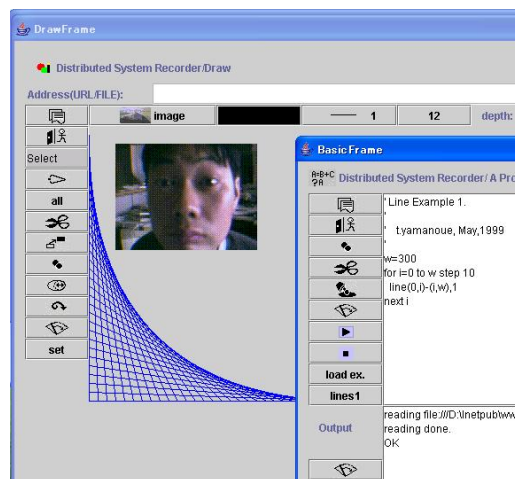 DrawFrame
Distributed System Recorder/Draw
Address(URL/FILE):
image
1
12
depth:
Select
all
set
BasicFrame
A=B+C
?A
Distributed System Recorder/ A Pro
' Line Example 1.
'
' t.yamanoue, May,1999
'
w=300
for i=0 to w step 10
line(0,i)-(i,w),1
next i
load ex.
lines1
Output
reading file:///D:\Inetpub\ww
reading done.
OK